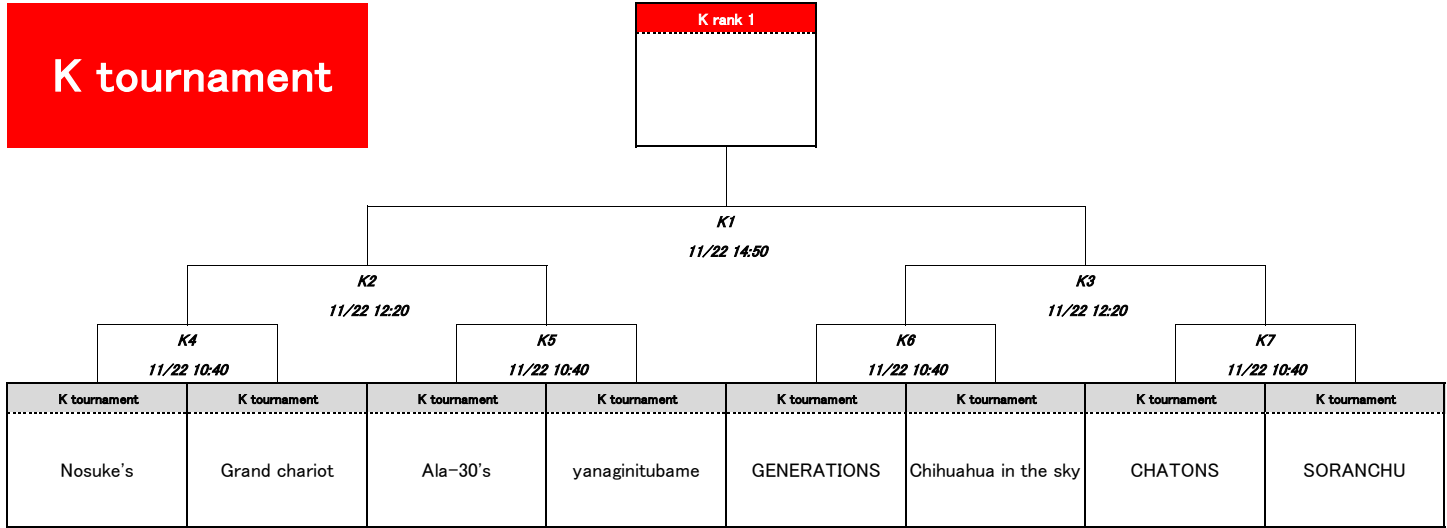 K tournament
K rank 1
K1
11/22 14:50
K2
11/22 12:20
K3
11/22 12:20
K4
11/22 10:40
K5
11/22 10:40
K6
11/22 10:40
K7
11/22 10:40
K tournament
K tournament
K tournament
K tournament
K tournament
K tournament
K tournament
K tournament
Nosuke's
Grand chariot
Ala-30's
yanaginitubame
GENERATIONS
Chihuahua in the sky
CHATONS
SORANCHU